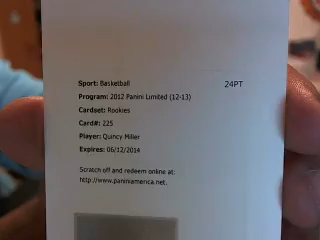 Sport: Basketball 24PT
Program: 2012 Panini Limited (12-13)
Cardset: Rookies
Card#: 225
Player: Quincy Miller
Expires: 06/12/2014
Scratch off and redeem online at:
http://www.paniniamerica.net.